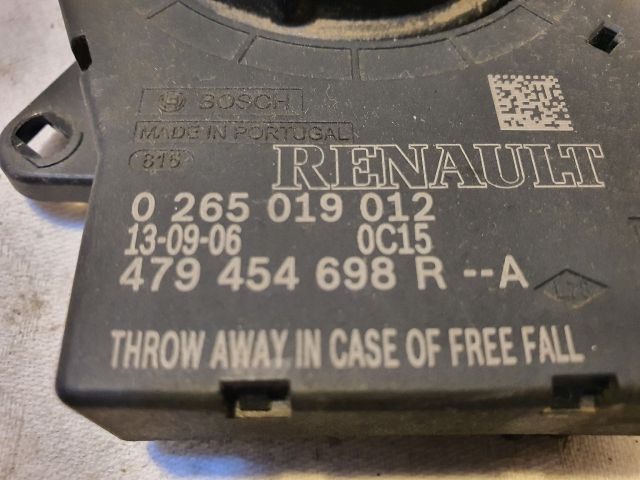 BOSCH
MADE IN PORTUGAL
816
RENAULT
0 265 019 012
13-09-06 0C15
479 454 698 R --A
THROW AWAY IN CASE OF FREE FALL